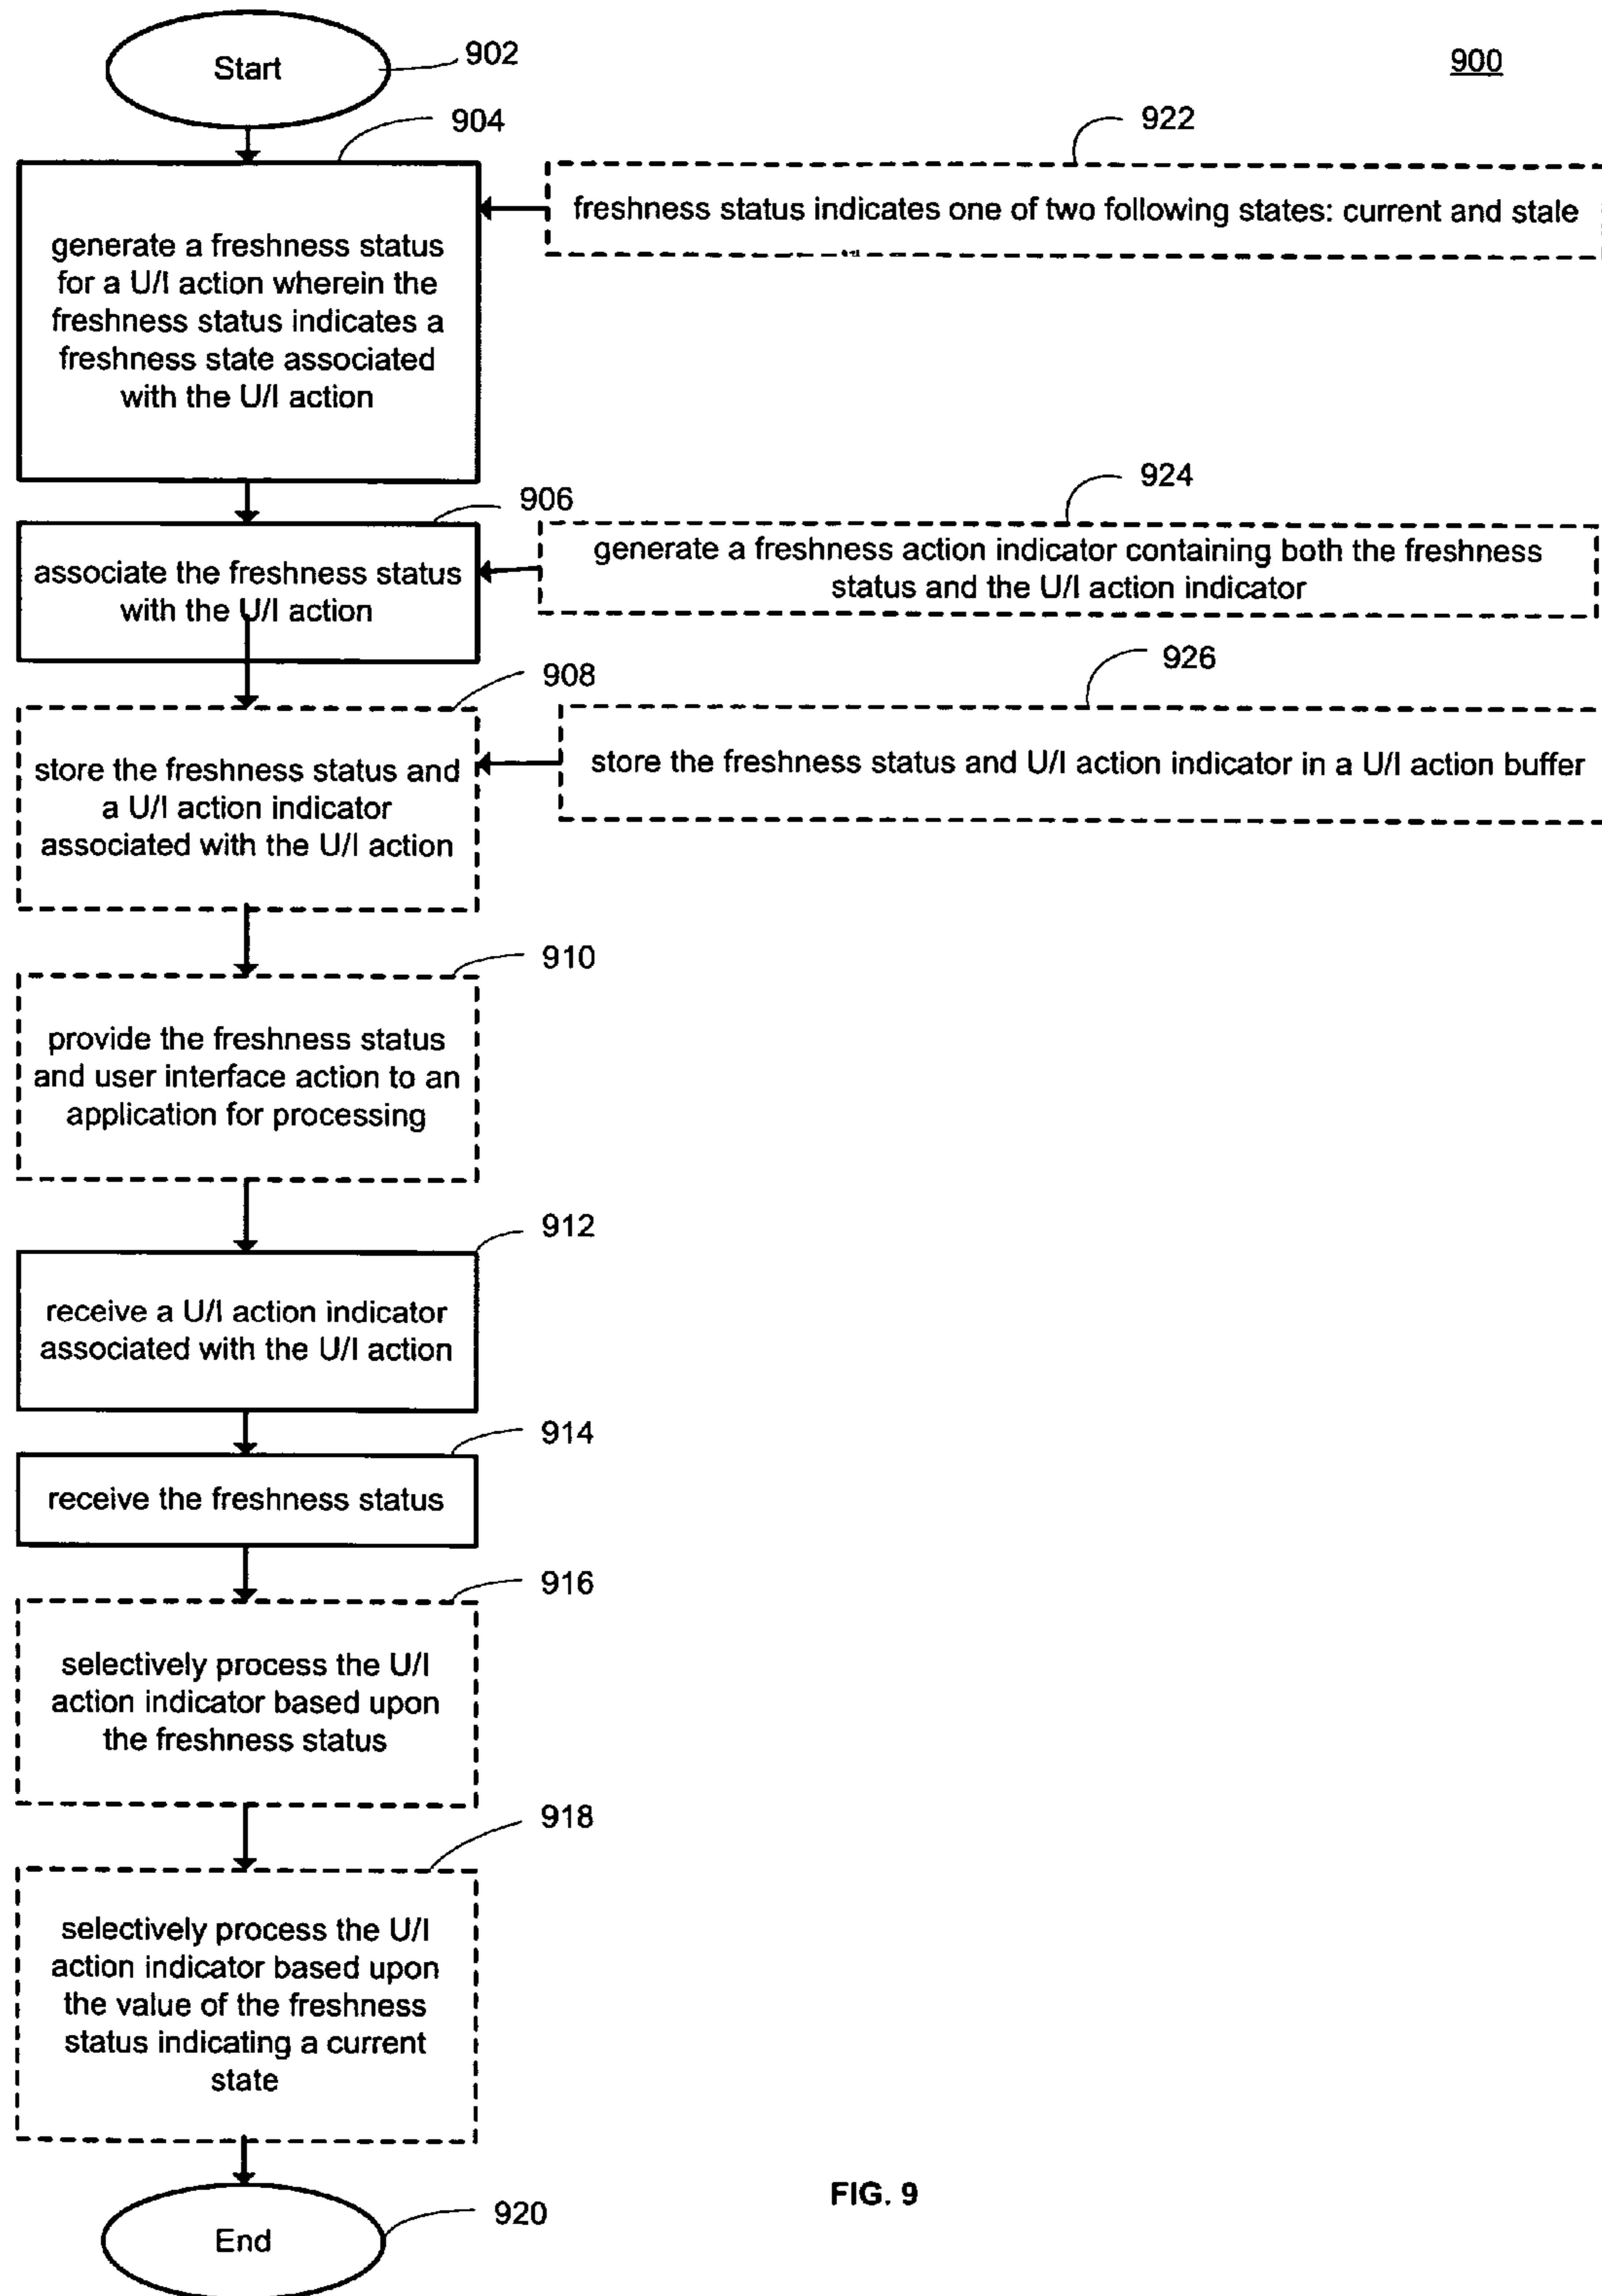 900
Start
902
904
generate a freshness status
for a U/I action wherein the
freshness status indicates a
freshness state associated
with the U/I action
922
freshness status indicates one of two following states: current and stale
906
associate the freshness status
with the U/I action
924
generate a freshness action indicator containing both the freshness
status and the U/I action indicator
908
store the freshness status and
a U/I action indicator
associated with the U/I action
926
store the freshness status and U/I action indicator in a U/I action buffer
910
provide the freshness status
and user interface action to an
application for processing
912
receive a U/I action indicator
associated with the U/I action
914
receive the freshness status
916
selectively process the U/I
action indicator based upon
the freshness status
918
selectively process the U/I
action indicator based upon
the value of the freshness
status indicating a current
state
End
920
FIG. 9